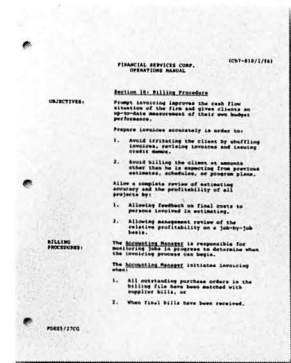 (Ch7-810/1/58)
FINANCIAL SERVICES CORP.
OPERATIONS MANUAL
Section 10: Billing Procedure
OBJECTIVES:
Prompt invoicing improves the cash flow
situation of the firm and gives clients an
up-to-date measurement of their own budget
performance.
Prepare invoices accurately in order to:
1. Avoid irritating the client by shuffling
invoices, revising invoices and issuing
credit memos.
2. Avoid billing the client at amounts
other than he is expecting from previous
estimates, schedules, or program plans.
Allow a complete review of estimating
accuracy and the profitability of all
projects by:
1. Allowing feedback on final costs to
persons involved in estimating.
2. Allowing management review of the
relative profitability on a job-by-job
basis.
BILLING
PROCEDURES:
The Accounting Manager is responsible for
monitoring jobs in progress to determine when
the invoicing process can begin.
The Accounting Manager initiates invoicing
when:
1. All outstanding purchase orders in the
billing file have been matched with
supplier bills, or
2. When final bills have been received.